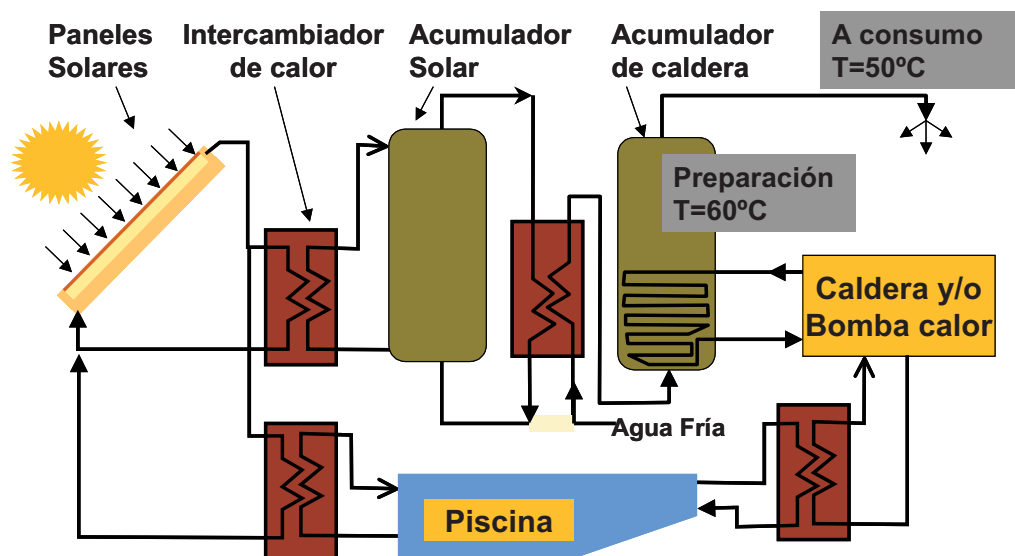 Paneles
Solares
Intercambiador
de calor
Acumulador
Solar
Acumulador
de caldera
A consumo
T=50ºC
Preparación
T=60ºC
Caldera y/o
Bomba calor
Agua Fría
Piscina